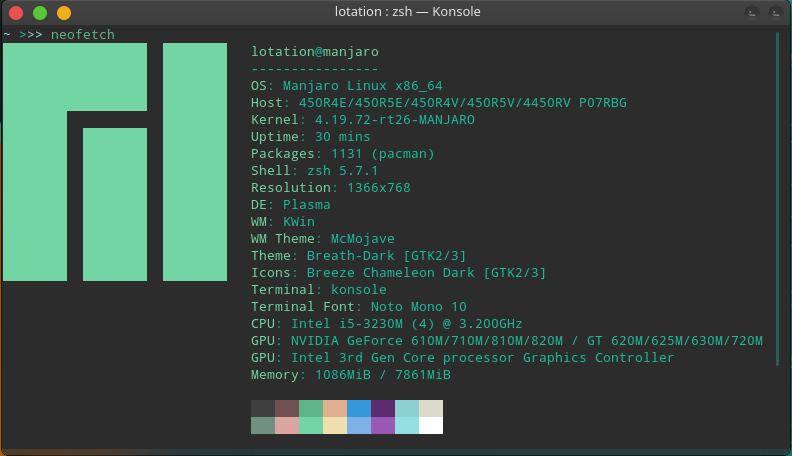 lotation : zsh — Konsole
~ >>> neofetch
lotation@manjaro
----------------
OS: Manjaro Linux x86_64
Host: 450R4E/450R5E/450R4V/450R5V/4450RV P07RBG
Kernel: 4.19.72-rt26-MANJARO
Uptime: 30 mins
Packages: 1131 (pacman)
Shell: zsh 5.7.1
Resolution: 1366x768
DE: Plasma
WM: KWin
WM Theme: McMojave
Theme: Breath-Dark [GTK2/3]
Icons: Breeze Chameleon Dark [GTK2/3]
Terminal: konsole
Terminal Font: Noto Mono 10
CPU: Intel i5-3230M (4) @ 3.200GHz
GPU: NVIDIA GeForce 610M/710M/810M/820M / GT 620M/625M/630M/720M
GPU: Intel 3rd Gen Core processor Graphics Controller
Memory: 1086MiB / 7861MiB